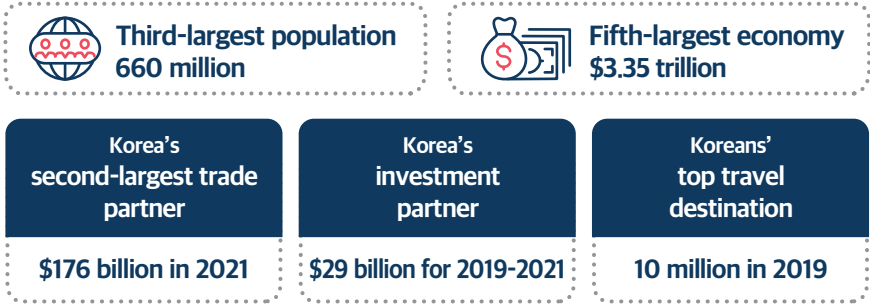 Third-largest population
660 million
Fifth-largest economy
$3.35 trillion
$
Korea's
second-largest trade
partner
$176 billion in 2021
Korea's
investment
partner
$29 billion for 2019-2021
Koreans'
top travel
destination
10 million in 2019